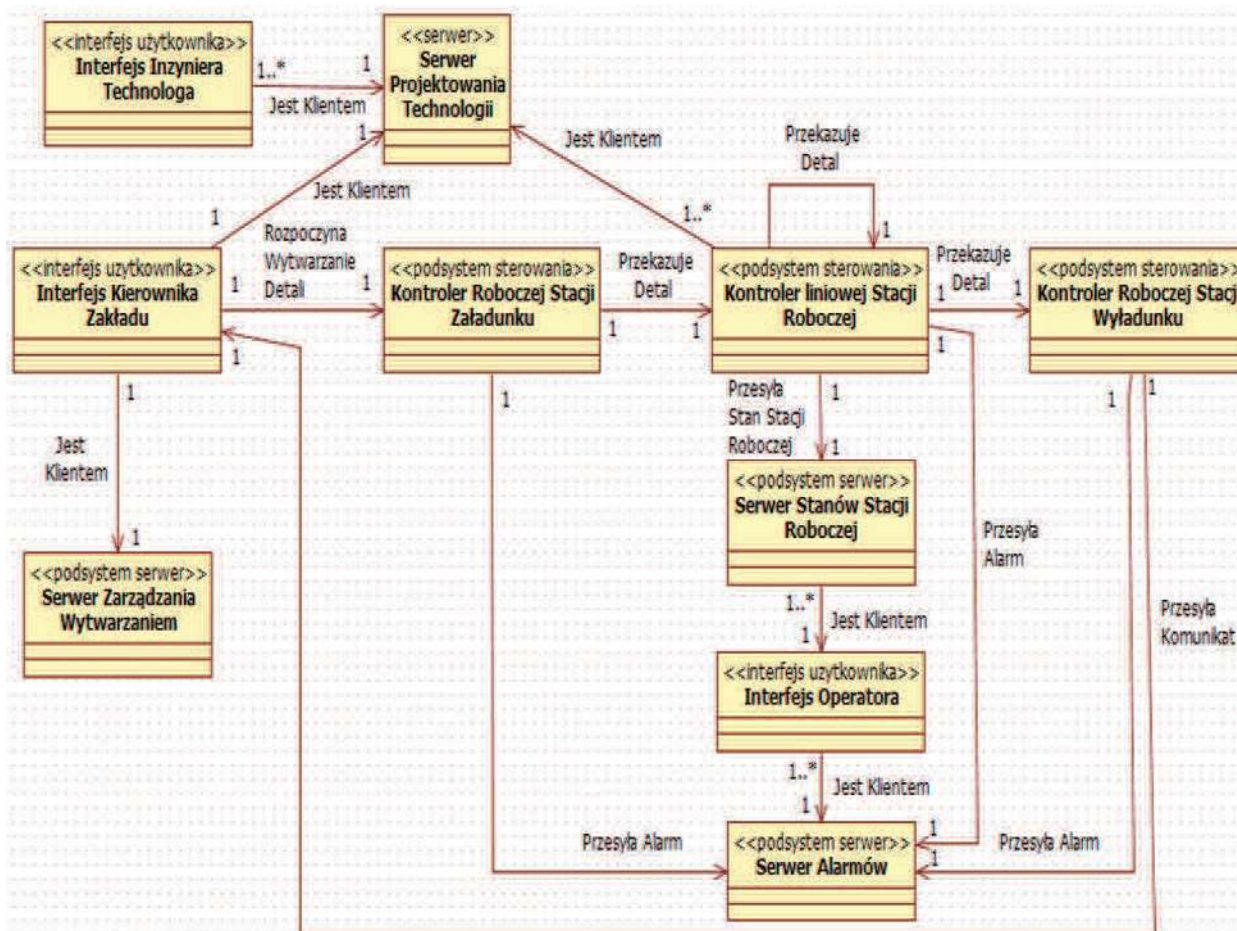 <<interfejs użytkownika>>
Interfejs Inzyniera
Technologa
1..*
1
Jest Klientem
<<serwer>>
Serwer
Projektowania
Technologii
1
Jest Klientem
1
Jest Klientem
1..*
Przekazuje
Detal
1
<<interfejs uzytkownika>>
Interfejs Kierownika
Zakładu
1
Rozpoczyna
Wytwarzanie
Detali
1
<<podsystem sterowania>>
Kontroler Roboczej Stacji
Załadunku
Przekazuje
Detal
1
1
<<podsystem sterowania>>
Kontroler liniowej Stacji
Roboczej
Przekazuje
Detal
1
1
<<podsystem sterowania>>
Kontroler Roboczej Stacji
Wyładunku
1
1
1
1
1
1
1
Jest
Klientem
1
Przesyła
Stan Stacji
Roboczej
1
<<podsystem serwer>>
Serwer Zarządzania
Wytwarzaniem
<<podsystem serwer>>
Serwer Stanów Stacji
Roboczej
Przesyła
Alarm
1..*
1
Jest Klientem
Przesyła
Komunikat
<<interfejs uzytkownika>>
Interfejs Operatora
1..*
1
Jest Klientem
Przesyła Alarm
<<podsystem serwer>>
Serwer Alarmów
1
1
Przesyła Alarm